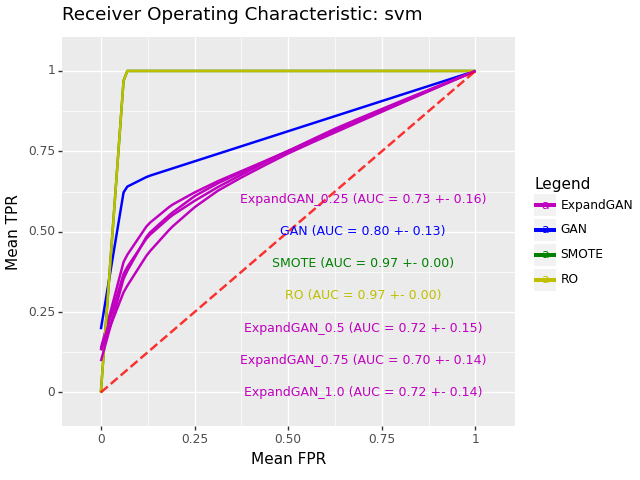 Receiver Operating Characteristic: svm
Mean TPR
1
0.75
0.50
0.25
0
ExpandGAN_0.25 (AUC = 0.73 +- 0.16)
GAN (AUC = 0.80 +- 0.13)
SMOTE (AUC = 0.97 +- 0.00)
RO (AUC = 0.97 +- 0.00)
ExpandGAN_0.5 (AUC = 0.72 +- 0.15)
ExpandGAN_0.75 (AUC = 0.70 +- 0.14)
ExpandGAN_1.0 (AUC = 0.72 +- 0.14)
0 0.25 0.50 0.75 1
Mean FPR
Legend
a ExpandGAN
a GAN
a SMOTE
a RO